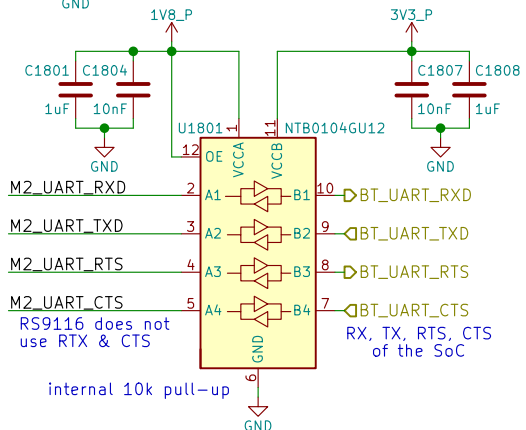 GND
1V8_P
3V3_P
C1801
C1804
C1807
C1808
1uF
10nF
10nF
1uF
GND
GND
U1801
NTB0104GU12
1
11
VCCA
VCCB
12
OE
M2_UART_RXD
2
A1
B1
10
BT_UART_RXD
M2_UART_TXD
3
A2
B2
9
BT_UART_TXD
M2_UART_RTS
4
A3
B3
8
BT_UART_RTS
M2_UART_CTS
5
A4
B4
7
BT_UART_CTS
RS9116 does not
use RTX & CTS
RX, TX, RTS, CTS
of the SoC
GND
6
internal 10k pull-up
GND